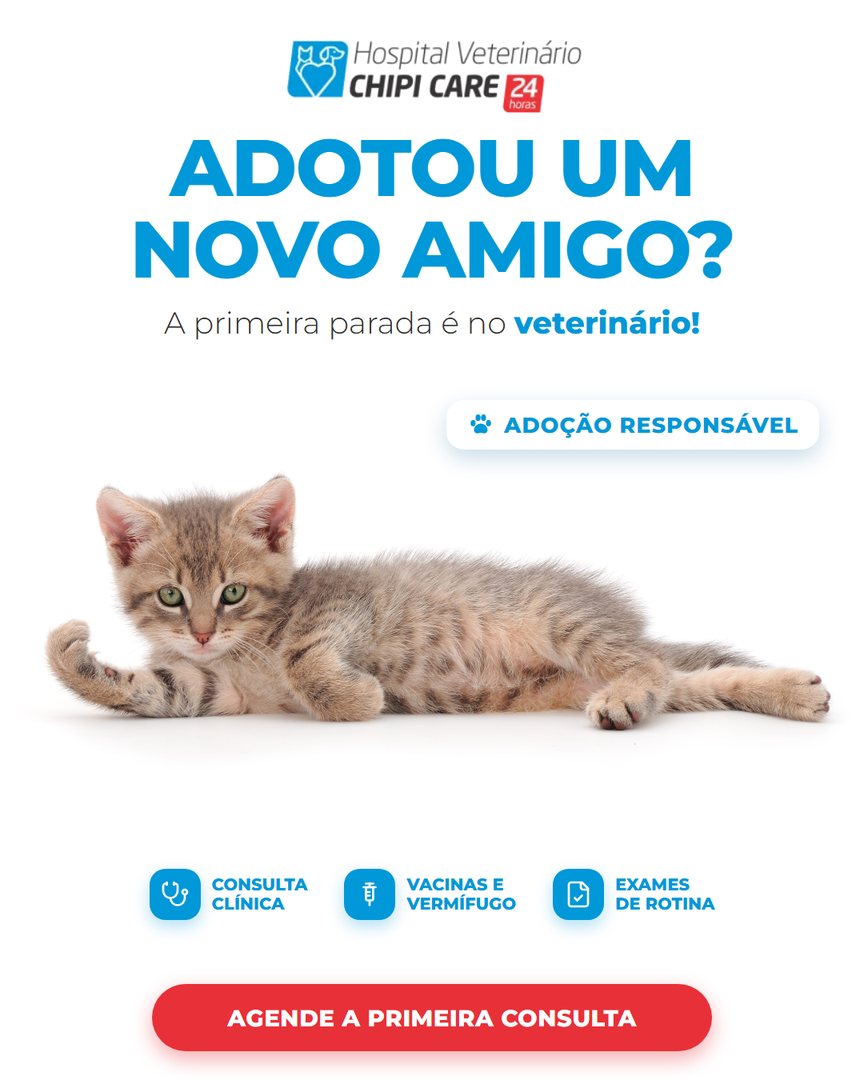 Hospital Veterinário
CHIPI CARE 24
horas
ADOTOU UM
NOVO AMIGO?
A primeira parada é no veterinário!
ADOÇÃO RESPONSÁVEL
CONSULTA
CLÍNICA
VACINAS E
VERMÍFUGO
EXAMES
DE ROTINA
AGENDE A PRIMEIRA CONSULTA